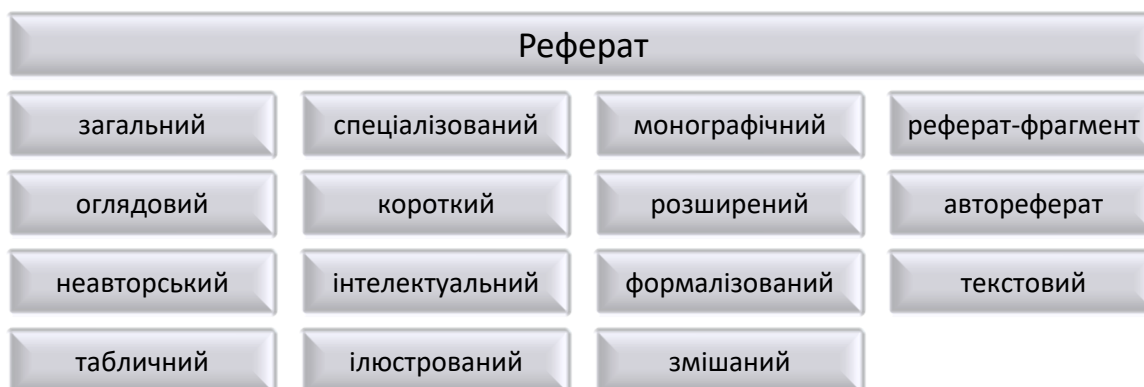 Реферат
загальний спеціалізований монографічний реферат-фрагмент
оглядовий короткий розширений автореферат
неавторський інтелектуальний формалізований текстовий
табличний ілюстрований змішаний